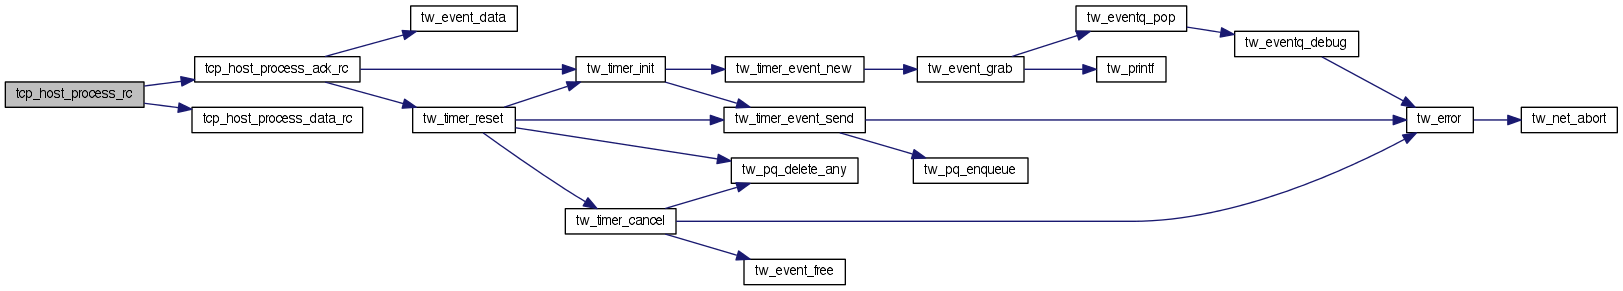 tcp_host_process_rc
tcp_host_process_ack_rc
tcp_host_process_data_rc
tw_event_data
tw_timer_reset
tw_timer_init
tw_timer_cancel
tw_timer_event_new
tw_timer_event_send
tw_pq_delete_any
tw_event_free
tw_event_grab
tw_pq_enqueue
tw_eventq_pop
tw_printf
tw_eventq_debug
tw_error
tw_net_abort